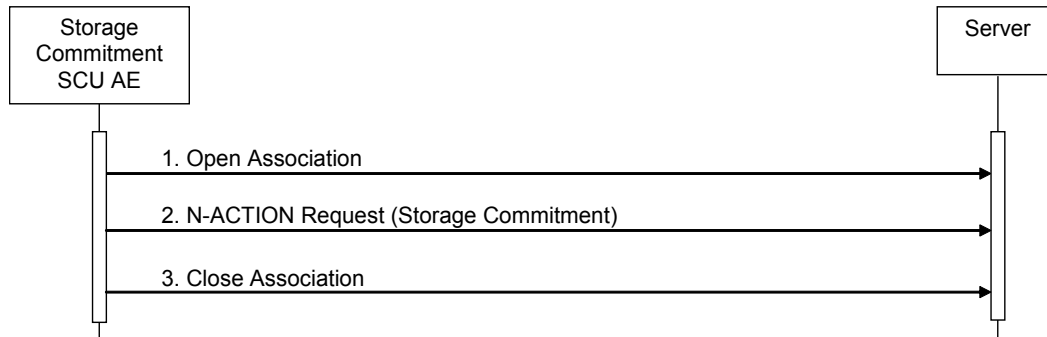 Storage
Commitment
SCU AE
Server
1. Open Association
2. N-ACTION Request (Storage Commitment)
3. Close Association